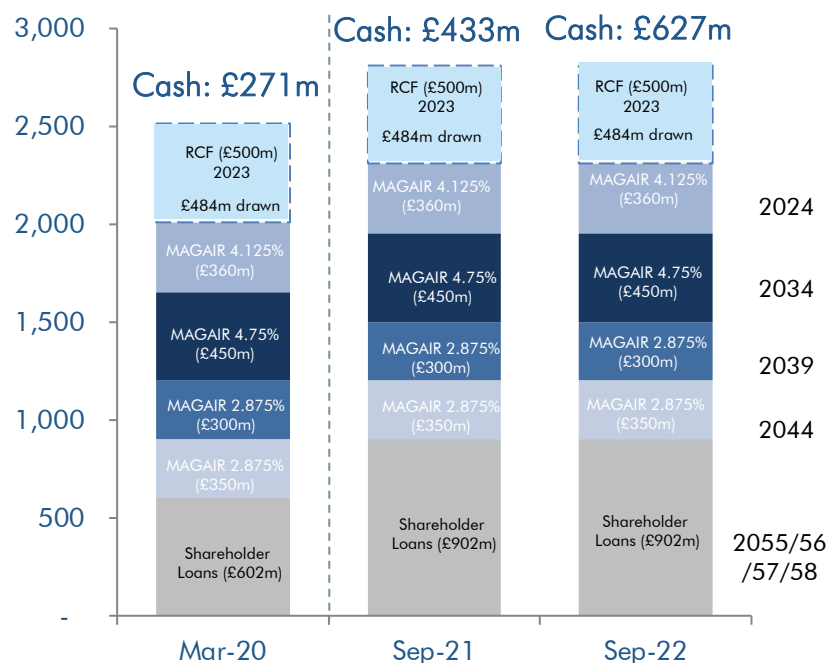 3,000
2,500
2,000
1,500
1,000
500
-
Cash: £271m
RCF (£500m)
2023
£484m drawn
MAGAIR 4.125%
(£360m)
MAGAIR 4.75%
(£450m)
MAGAIR 2.875%
(£300m)
MAGAIR 2.875%
(£350m)
Shareholder
Loans (£602m)
Mar-20
Cash: £433m
RCF (£500m)
2023
£484m drawn
MAGAIR 4.125%
(£360m)
MAGAIR 4.75%
(£450m)
MAGAIR 2.875%
(£300m)
MAGAIR 2.875%
(£350m)
Shareholder
Loans (£902m)
Sep-21
Cash: £627m
RCF (£500m)
2023
£484m drawn
MAGAIR 4.125%
(£360m)
MAGAIR 4.75%
(£450m)
MAGAIR 2.875%
(£300m)
MAGAIR 2.875%
(£350m)
Shareholder
Loans (£902m)
Sep-22
2024
2034
2039
2044
2055/56
/57/58